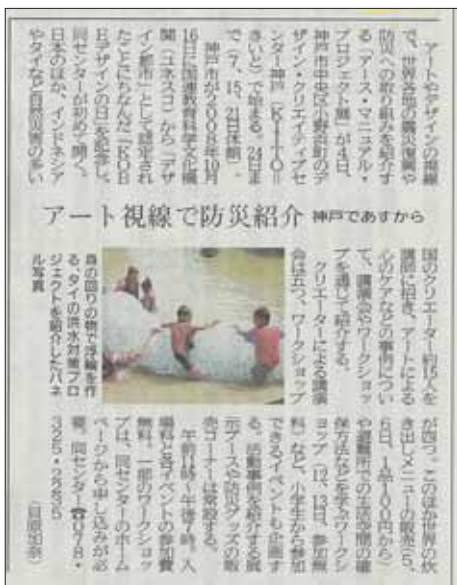 アート視線で防災紹介 神戸であすから
アートやデザインの視線
で、世界各地の震災復興や
防災への取り組みを紹介す
る「アース・マニュアル・
プロジェクト展」が4日、
神戸市中央区小野浜町のデ
ザイン・クリエイティブセ
ンター神戸（KIITO＝
きいと）で始まる。24日ま
で（7、15、21日休館）。
神戸市が2008年10月
16日に国連教育科学文化機
関（ユネスコ）から「デザ
イン都市」として認定され
たことにちなんだ「KOB
Eデザインの日」を記念し、
同センターが初めて開く。
日本のほか、インドネシア
やタイなど自然災害の多い
国のクリエーター約15人を
講師に招き、アートによる
心のケアなどの事例につい
て、講演会やワークショッ
プを通じて紹介する。
クリエーターによる講演
会は五つ、ワークショップ
が四つ。このほか世界の炊
き出しメニューの販売（5、
6日、1品100円から）
や避難所での生活空間の確
保方法などを学ぶワークシ
ョップ（12、13日、参加無
料）など、小学生から参加
できるイベントも企画す
る。活動事例を紹介する展
示ブースや防災グッズの販
売コーナーは常設する。
午前11時～午後7時。入
場料と各イベントの参加費
無料。一部のワークショッ
プは、同センターのホーム
ページから申し込みが必
要。同センター☎078・
325・2235
（貝原加奈）
身の回りの物で浮輪を作
る、タイの洪水対策プロ
ジェクトを紹介したパネ
ル写真